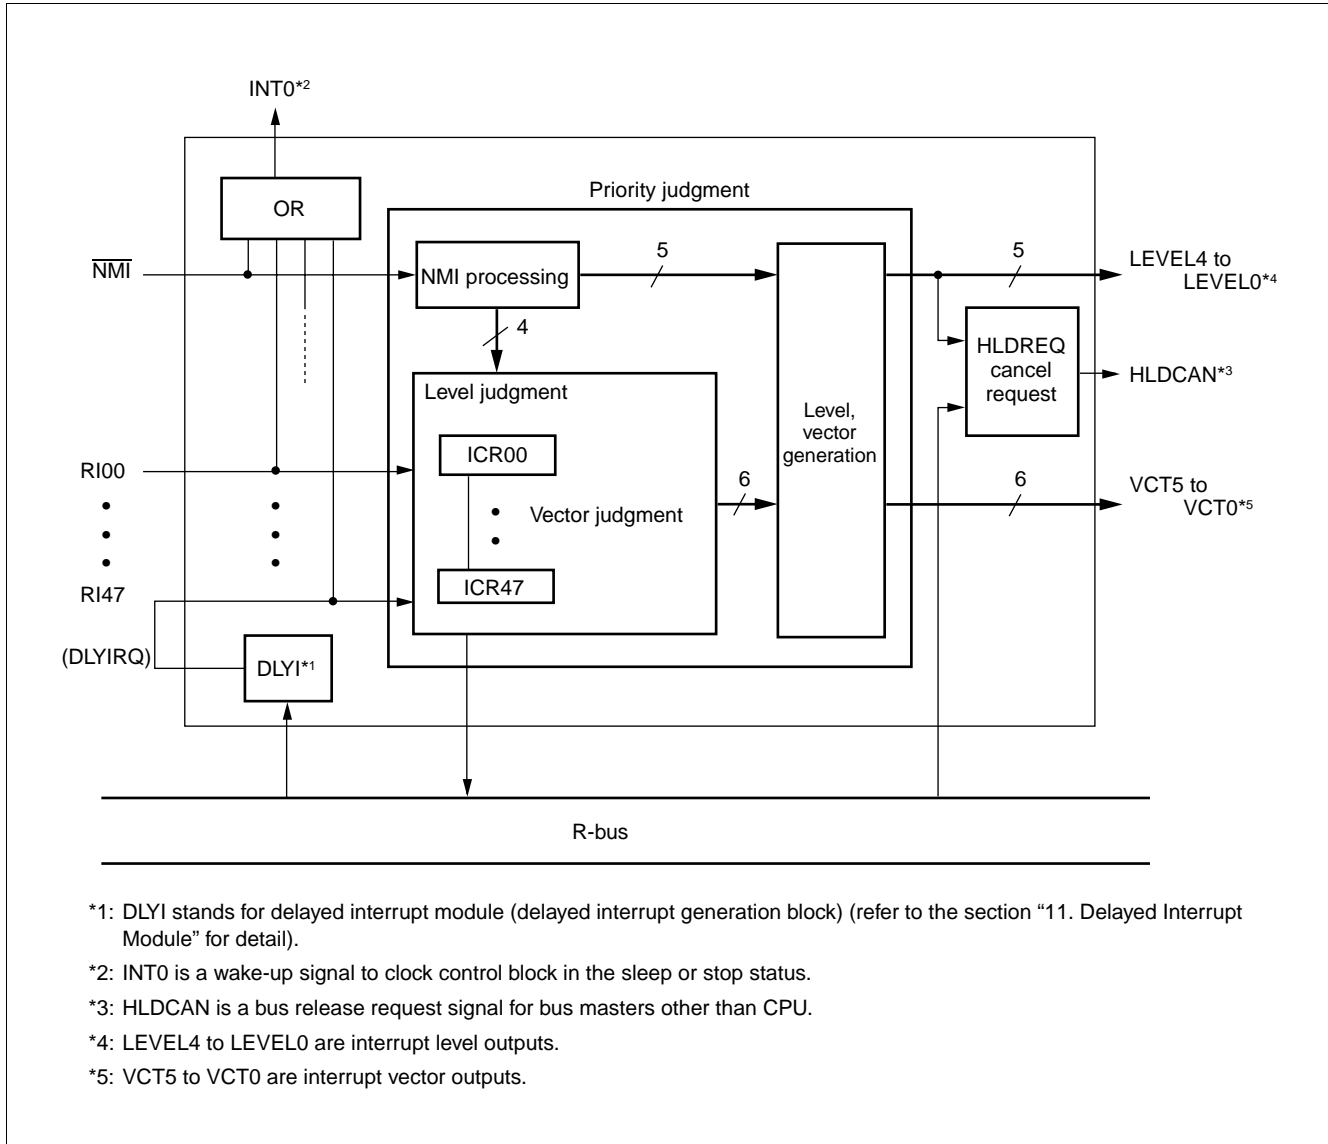 INT0*2
OR
Priority judgment
NMI
NMI processing
5
5
LEVEL4 to
LEVEL0*4
4
HLDREQ
cancel
request
HLDCAN*3
Level judgment
Level,
vector
generation
RI00
ICR00
6
6
VCT5 to
VCT0*5
Vector judgment
RI47
ICR47
(DLYIRQ)
DLYI*1
R-bus
*1: DLYI stands for delayed interrupt module (delayed interrupt generation block) (refer to the section “11. Delayed Interrupt
Module” for detail).
*2: INT0 is a wake-up signal to clock control block in the sleep or stop status.
*3: HLDCAN is a bus release request signal for bus masters other than CPU.
*4: LEVEL4 to LEVEL0 are interrupt level outputs.
*5: VCT5 to VCT0 are interrupt vector outputs.